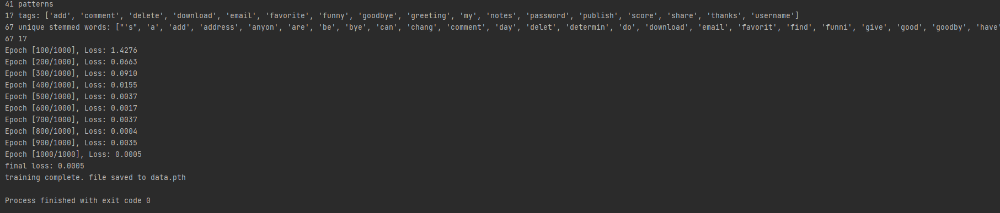 41 patterns
17 tags: ['add', 'comment', 'delete', 'download', 'email', 'favorite', 'funny', 'goodbye', 'greeting', 'my', 'notes', 'password', 'publish', 'score', 'share', 'thanks', 'username']
67 unique stemmed words: ["'s", 'a', 'add', 'address', 'anyon', 'are', 'be', 'bye', 'can', 'chang', 'comment', 'day', 'delet', 'determin', 'do', 'download', 'email', 'favorit', 'find', 'funni', 'give', 'good', 'goodby', 'have'
67 17
Epoch [100/1000], Loss: 1.4276
Epoch [200/1000], Loss: 0.0663
Epoch [300/1000], Loss: 0.0910
Epoch [400/1000], Loss: 0.0155
Epoch [500/1000], Loss: 0.0037
Epoch [600/1000], Loss: 0.0017
Epoch [700/1000], Loss: 0.0037
Epoch [800/1000], Loss: 0.0004
Epoch [900/1000], Loss: 0.0035
Epoch [1000/1000], Loss: 0.0005
final loss: 0.0005
training complete. file saved to data.pth
Process finished with exit code 0